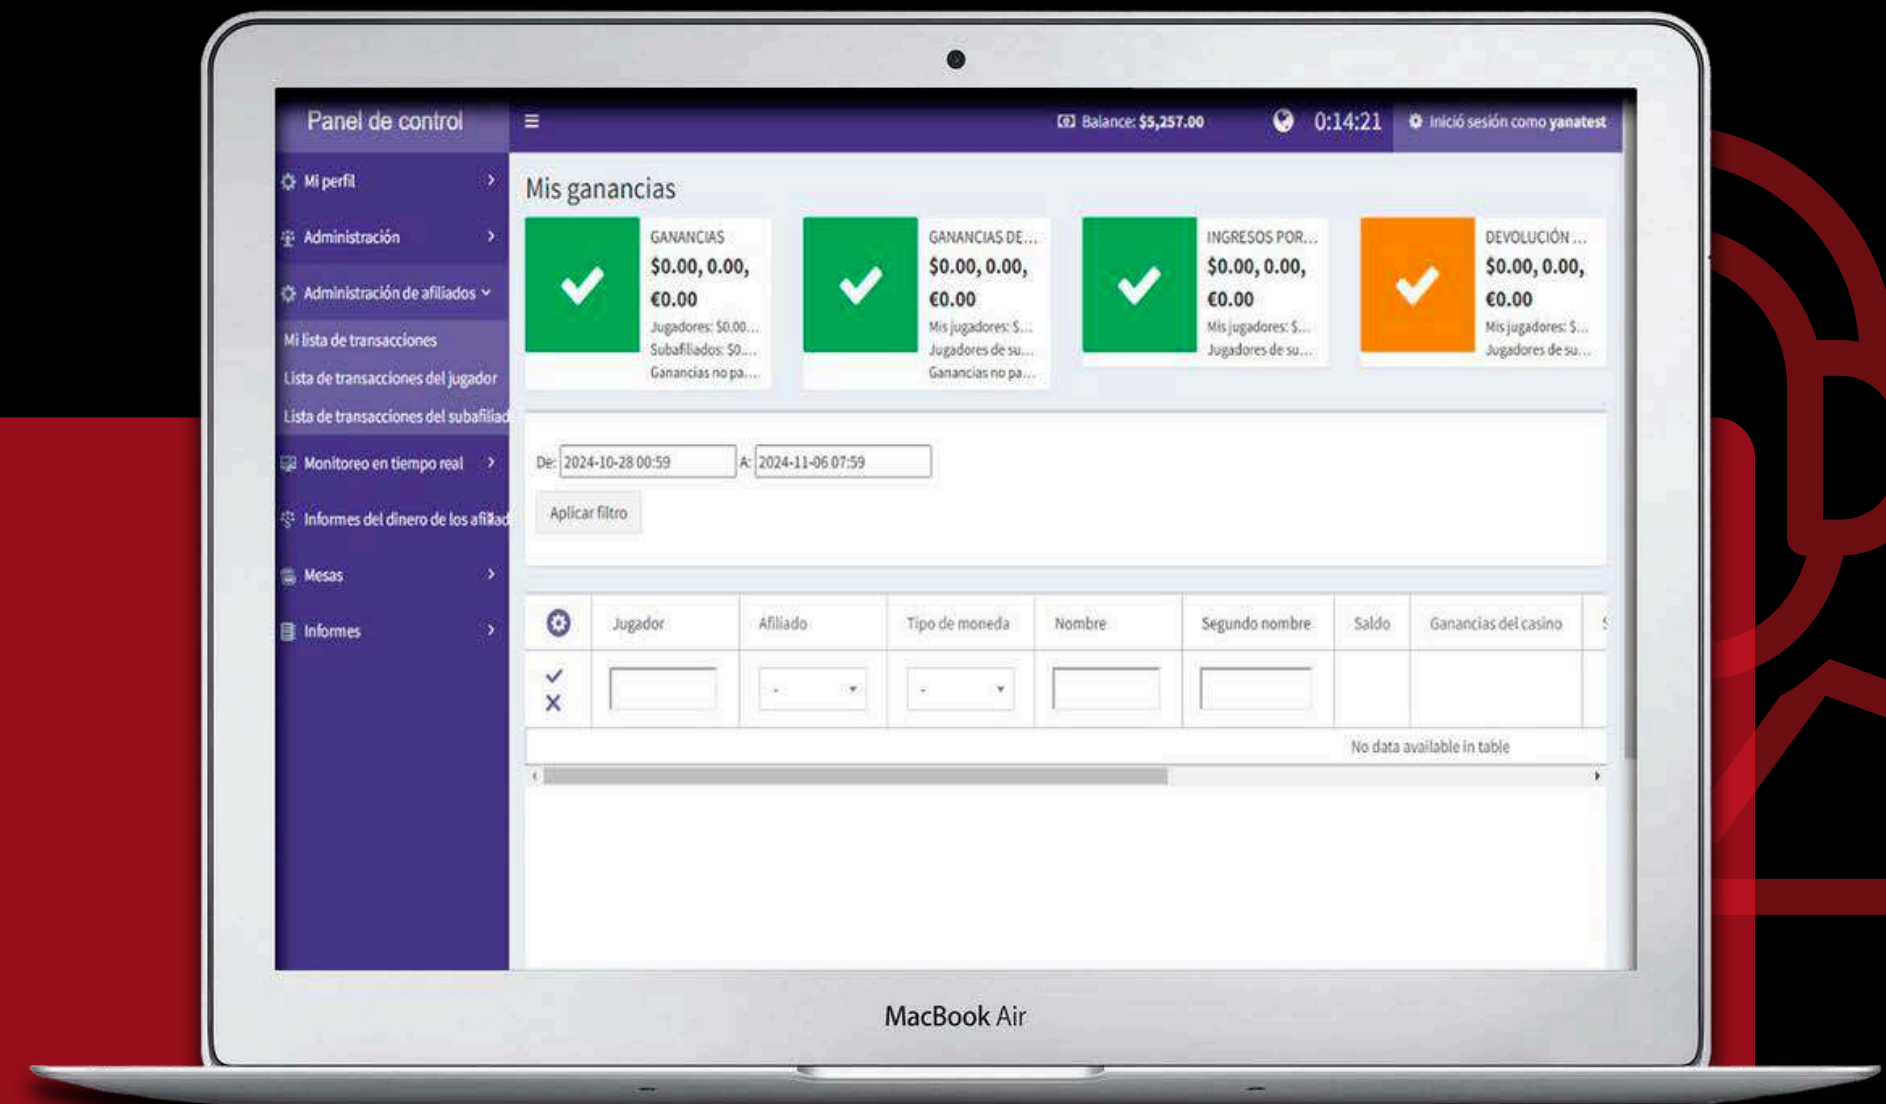 Panel de control
Balance: $5,257.00
0:14:21
Inició sesión como yanatest
Mi perfil
Administración
Administración de afiliados
Mi lista de transacciones
Lista de transacciones del jugador
Lista de transacciones del subafiliad
Monitoreo en tiempo real
Informes del dinero de los afiliad
Mesas
Informes
Mis ganancias
GANANCIAS
$0.00, 0.00,
€0.00
Jugadores: $0.00...
Subafiliados: $0....
Ganancias no pa....
GANANCIAS DE...
$0.00, 0.00,
€0.00
Mis jugadores: $...
Jugadores de su...
Ganancias no pa...
INGRESOS POR...
$0.00, 0.00,
€0.00
Mis jugadores: $...
Jugadores de su...
DEVOLUCIÓN ...
$0.00, 0.00,
€0.00
Mis jugadores: $...
Jugadores de su...
De: 2024-10-28 00:59 A: 2024-11-06 07:59
Aplicar filtro
Jugador Afiliado Tipo de moneda Nombre Segundo nombre Saldo Ganancias del casino
- -
No data available in table
MacBook Air